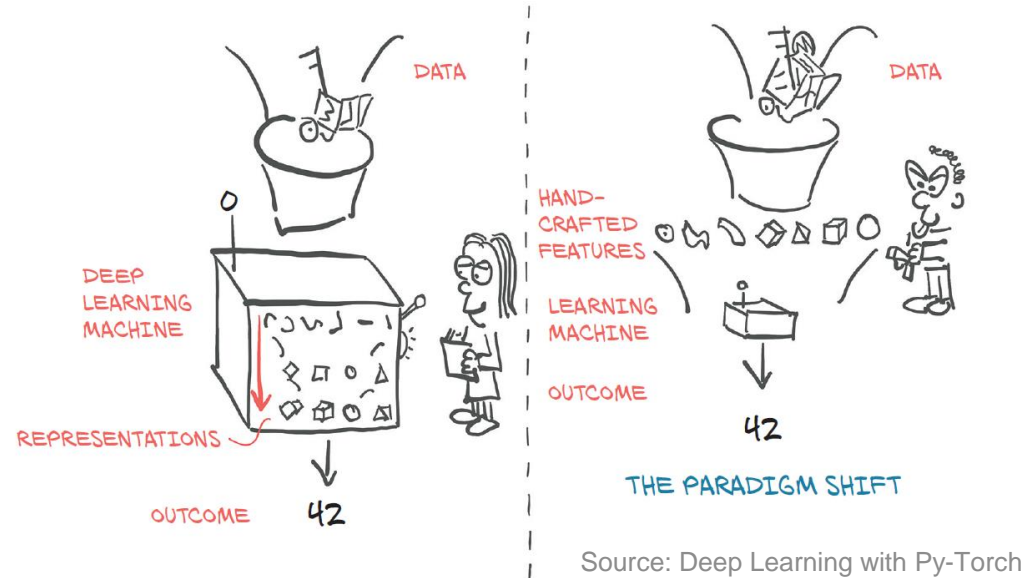 DATA
DEEP
LEARNING
MACHINE
REPRESENTATIONS
OUTCOME
42
DATA
HAND-
CRAFTED
FEATURES
LEARNING
MACHINE
OUTCOME
42
THE PARADIGM SHIFT
Source: Deep Learning with Py-Torch